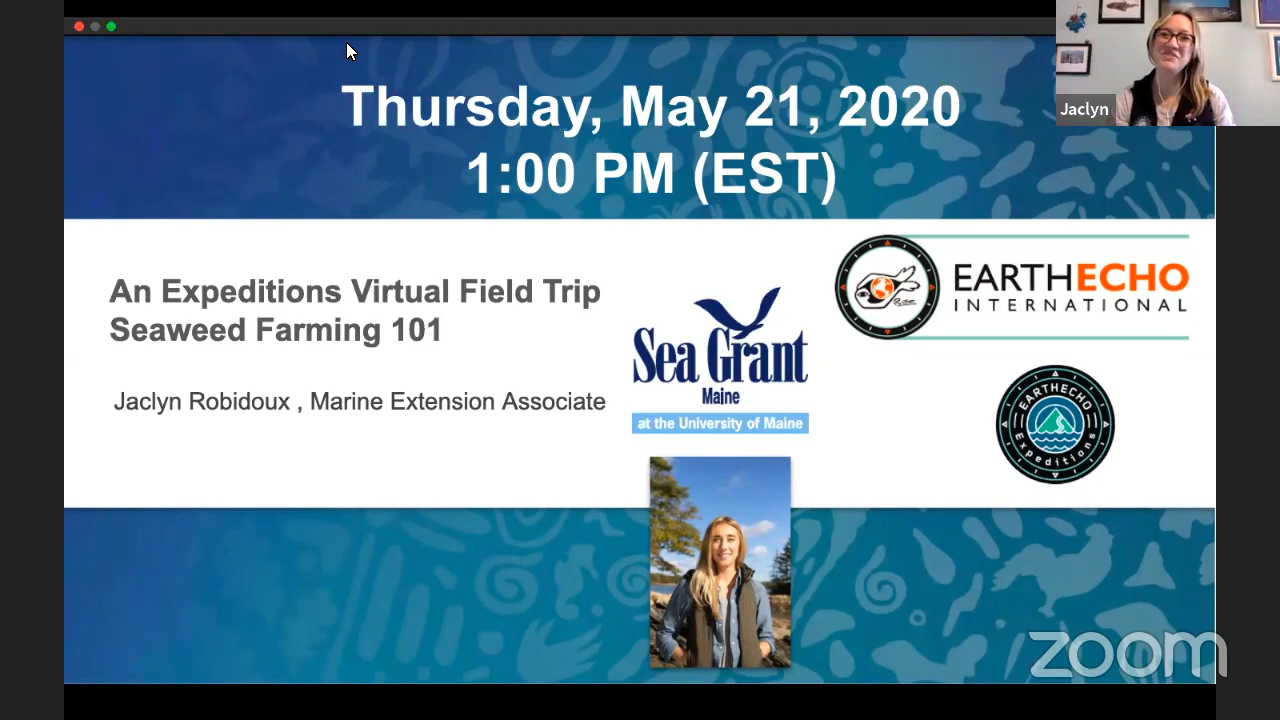 Thursday, May 21, 2020
1:00 PM (EST)
Jaclyn
An Expeditions Virtual Field Trip
Seaweed Farming 101
Jaclyn Robidoux , Marine Extension Associate
Sea Grant
Maine
at the University of Maine
EARTHECHO
INTERNATIONAL
EARTHECHO
Expeditions
zoom